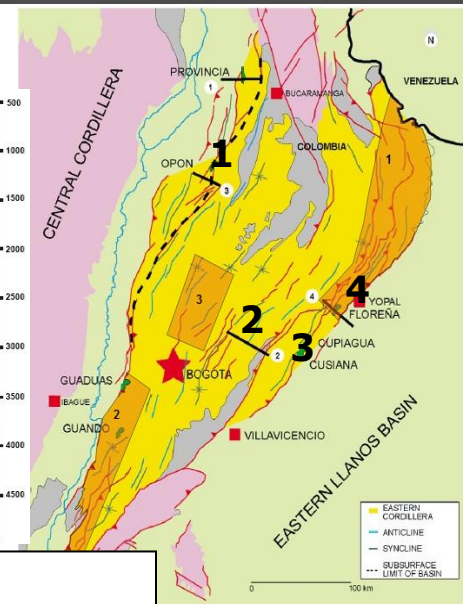 N
VENEZUELA
PROVINCIA
1
BUCARAMANGA
500
CENTRAL CORDILLERA
COLOMBIA
1
1
1000
OPON
3
1500
2000
4
4
YOPAL
FLOREÑA
2500
3
2
2
3
CUPIAGUA
CUSIANA
3000
BOGOTA
GUADUAS
3500
IBAGUE
2
GUANDO
VILLAVICENCIO
4000
4500
EASTERN LLANOS BASIN
EASTERN
CORDILLERA
ANTICLINE
SYNCLINE
SUBSURFACE
LIMIT OF BASIN
0
100 km